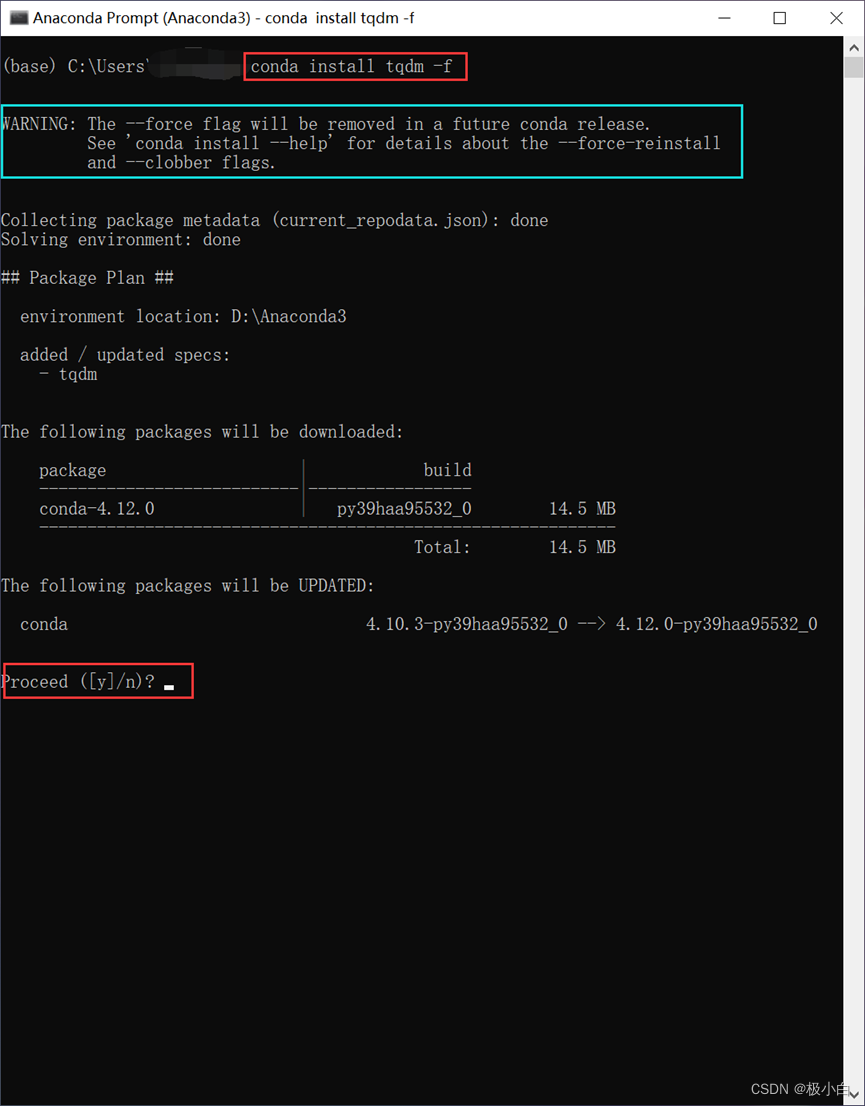 Anaconda Prompt (Anaconda3) - conda install tqdm -f
(base) C:\Users\ conda install tqdm -f
WARNING: The --force flag will be removed in a future conda release.
See 'conda install --help' for details about the --force-reinstall
and --clobber flags.
Collecting package metadata (current_repodata.json): done
Solving environment: done
## Package Plan ##
environment location: D:\Anaconda3
added / updated specs:
- tqdm
The following packages will be downloaded:
package | build
---------------------------|-----------------
conda-4.12.0 | py39haa95532_0 14.5 MB
------------------------------------------------------------
Total: 14.5 MB
The following packages will be UPDATED:
conda 4.10.3-py39haa95532_0 --> 4.12.0-py39haa95532_0
Proceed ([y]/n)?
CSDN @极小白